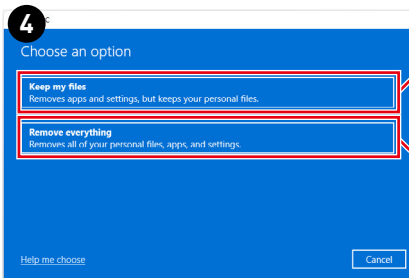 4
c
Choose an option
Keep my files
Removes apps and settings, but keeps your personal files.
Remove everything
Removes all of your personal files, apps, and settings.
Help me choose
Cancel